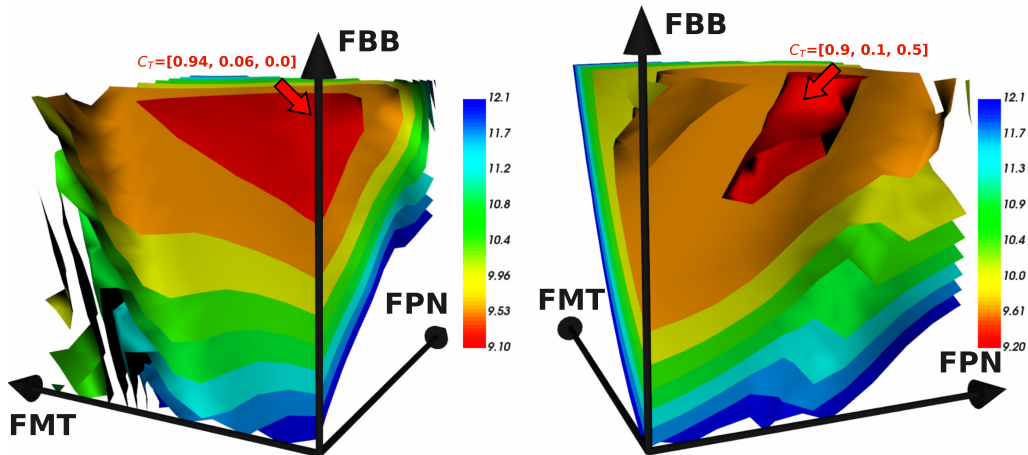 FBB
C_T=[0.94, 0.06, 0.0]
12.1
11.7
11.2
10.8
10.4
9.96
9.53
9.10
FPN
FMT
FBB
C_T=[0.9, 0.1, 0.5]
12.1
11.7
11.3
10.9
10.4
10.0
9.61
9.20
FMT
FPN